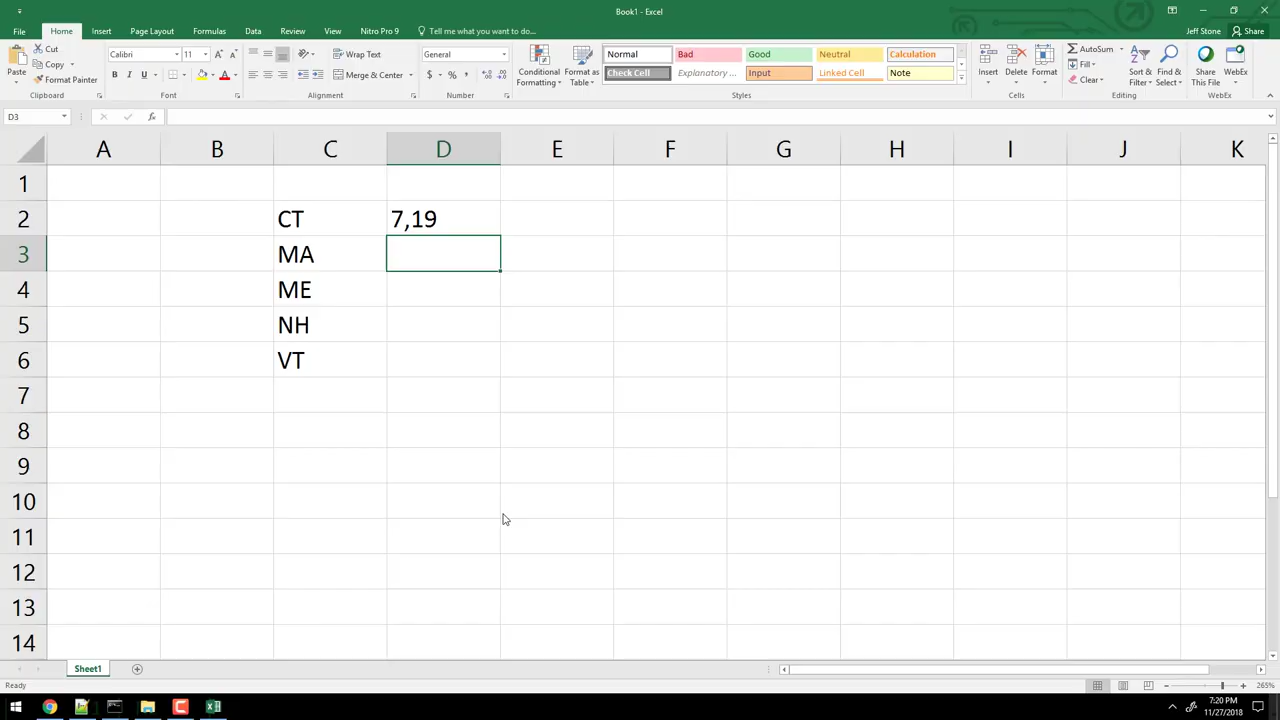 Book1 - Excel
File Home Insert Page Layout Formulas Data Review View Nitro Pro 9 Tell me what you want to do...
Jeff Stone Share
Paste
Cut
Copy
Format Painter
Clipboard
Calibri 11
B
A
Font
Wrap Text
Merge & Center
Alignment
General
$ % ,
Number
Conditional Formatting
Format as Table
Normal Bad Good Neutral Calculation
Check Cell Explanatory ... Input Linked Cell Note
Styles
Insert Delete Format
Cells
AutoSum
Fill
Clear
Sort & Filter
Find & Select
Editing
Share This File
WebEx
WebEx
D3 fx
A B C D E F G H I J K
1
2 CT 7,19
3 MA
4 ME
5 NH
6 VT
7
8
9
10
11
12
13
14
Sheet1
Ready 265%
7:20 PM
11/27/2018